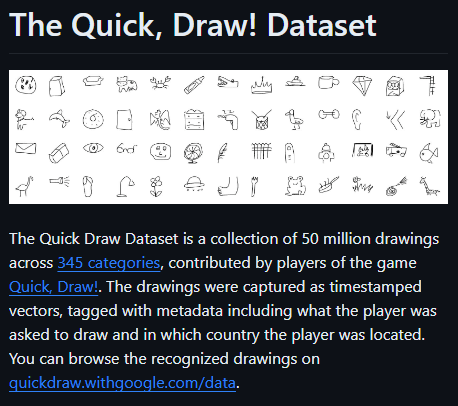 The Quick, Draw! Dataset
The Quick Draw Dataset is a collection of 50 million drawings
across 345 categories, contributed by players of the game
Quick, Draw!. The drawings were captured as timestamped
vectors, tagged with metadata including what the player was
asked to draw and in which country the player was located.
You can browse the recognized drawings on
quickdraw.withgoogle.com/data.